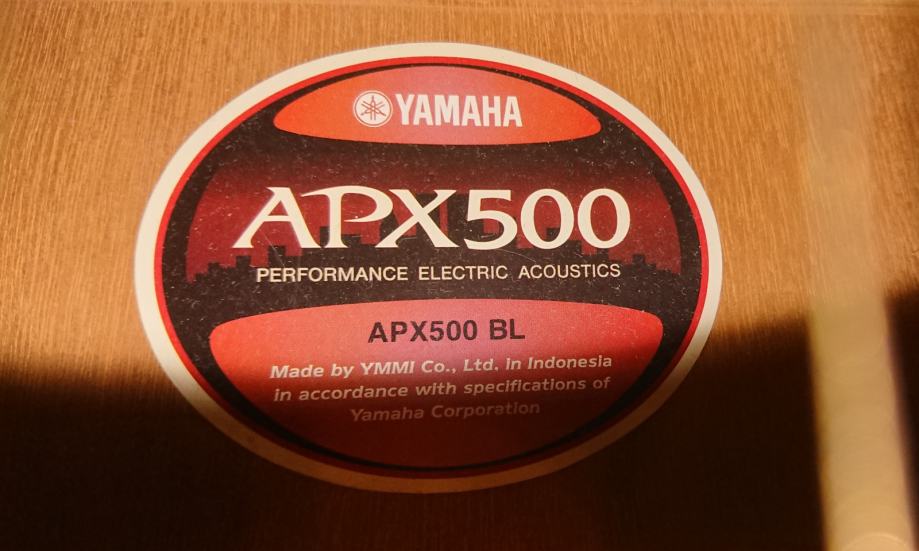 YAMAHA
APX500
PERFORMANCE ELECTRIC ACOUSTICS
APX500 BL
Made by YMMI Co., Ltd. in Indonesia
in accordance with specifications of
Yamaha Corporation